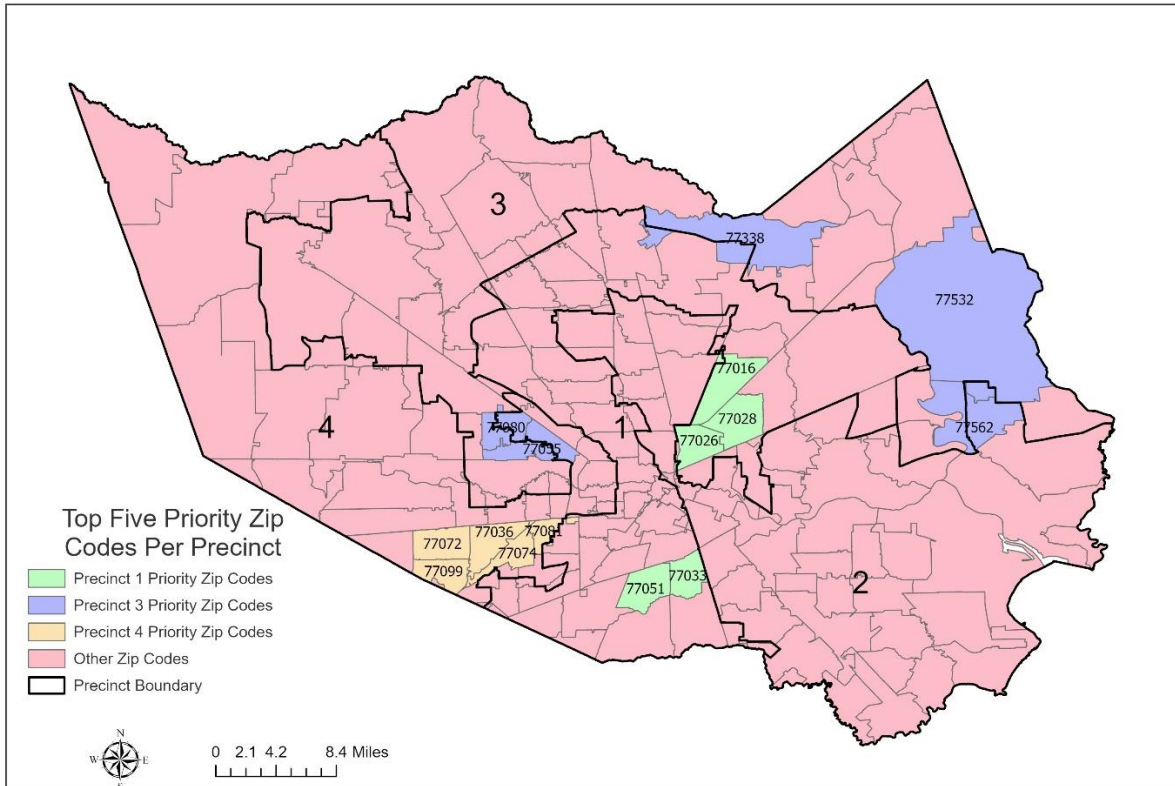 3
77338
77532
77016
77028
4
77080
1
77026
77562
77055
Top Five Priority Zip
Codes Per Precinct
77036
77081
77072
77074
77099
Precinct 1 Priority Zip Codes
77033
77051
2
Precinct 3 Priority Zip Codes
Precinct 4 Priority Zip Codes
Other Zip Codes
Precinct Boundary
N
W
E
0 2.1 4.2 8.4 Miles